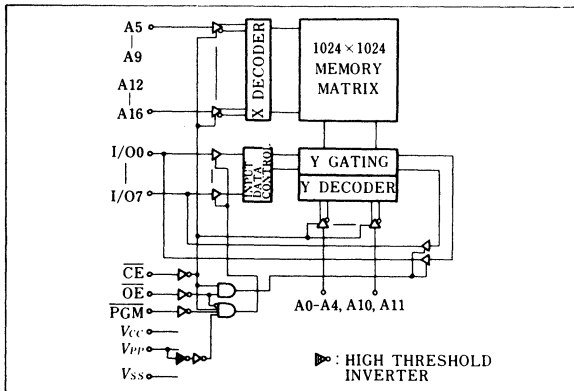 A5
A9
A12
A16
X DECODER
1024×1024
MEMORY
MATRIX
I/O0
I/O7
INPUT
DATA
CONTROL
Y GATING
Y DECODER
CE
OE
PGM
A0-A4, A10, A11
VCC
VPP
VSS
: HIGH THRESHOLD
INVERTER